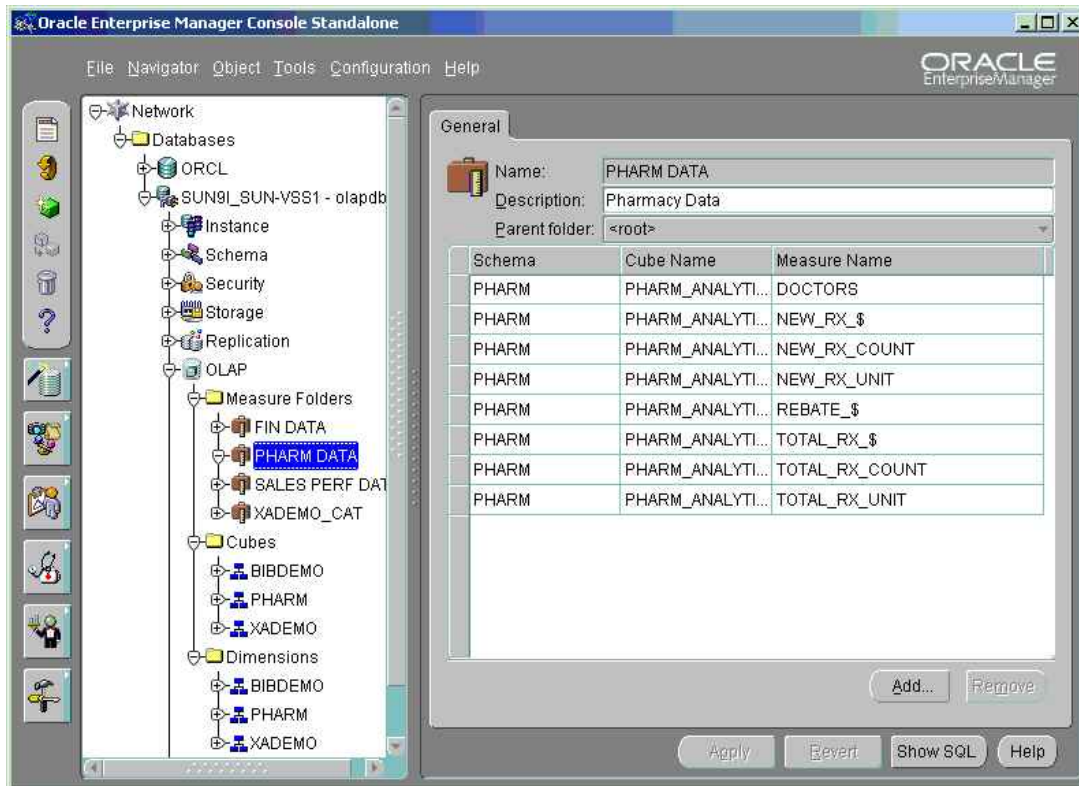 Oracle Enterprise Manager Console Standalone
File Navigator Object Tools Configuration Help
ORACLE
EnterpriseManager
Network
Databases
ORCL
SUN9I_SUN-VSS1 - olapdb
Instance
Schema
Security
Storage
Replication
OLAP
Measure Folders
FIN DATA
PHARM DATA
SALES PERF DAT
XADEMO_CAT
Cubes
BIBDEMO
PHARM
XADEMO
Dimensions
BIBDEMO
PHARM
XADEMO
General
Name: PHARM DATA
Description: Pharmacy Data
Parent folder: <root>
Schema Cube Name Measure Name
PHARM PHARM_ANALYTI... DOCTORS
PHARM PHARM_ANALYTI... NEW_RX_$
PHARM PHARM_ANALYTI... NEW_RX_COUNT
PHARM PHARM_ANALYTI... NEW_RX_UNIT
PHARM PHARM_ANALYTI... REBATE_$
PHARM PHARM_ANALYTI... TOTAL_RX_$
PHARM PHARM_ANALYTI... TOTAL_RX_COUNT
PHARM PHARM_ANALYTI... TOTAL_RX_UNIT
Add... Remove
Apply Revert Show SQL Help